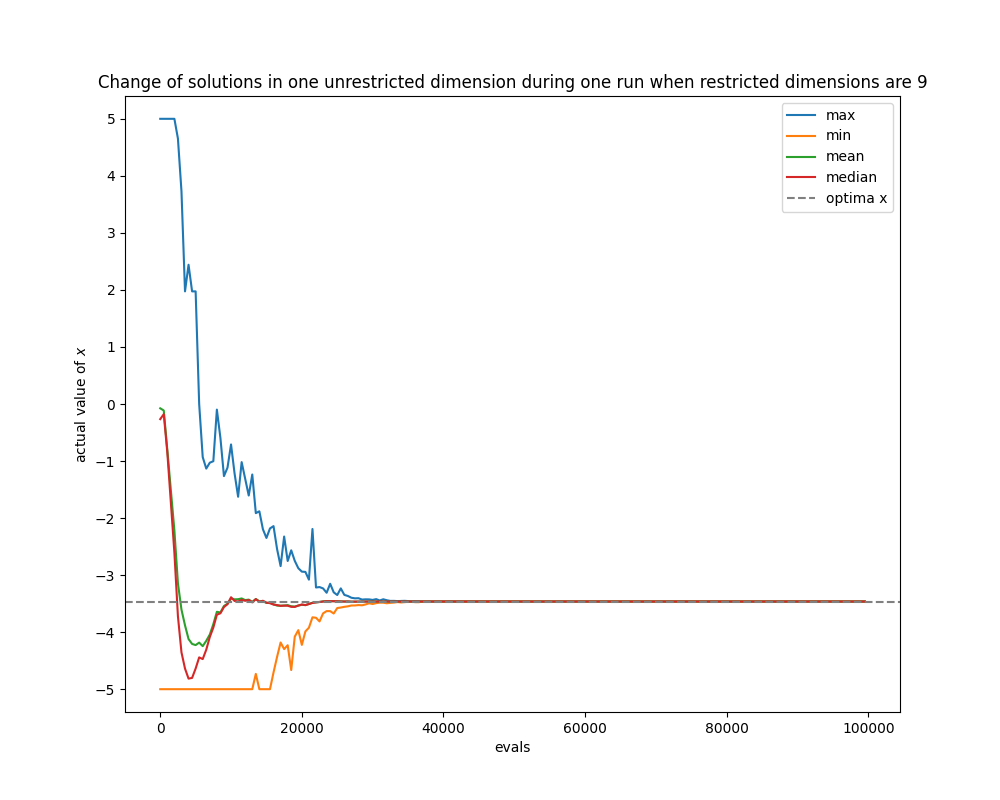 Change of solutions in one unrestricted dimension during one run when restricted dimensions are 9
max
min
mean
median
optima x
actual value of x
5
4
3
2
1
0
−1
−2
−3
−4
−5
0
20000
40000
60000
80000
100000
evals